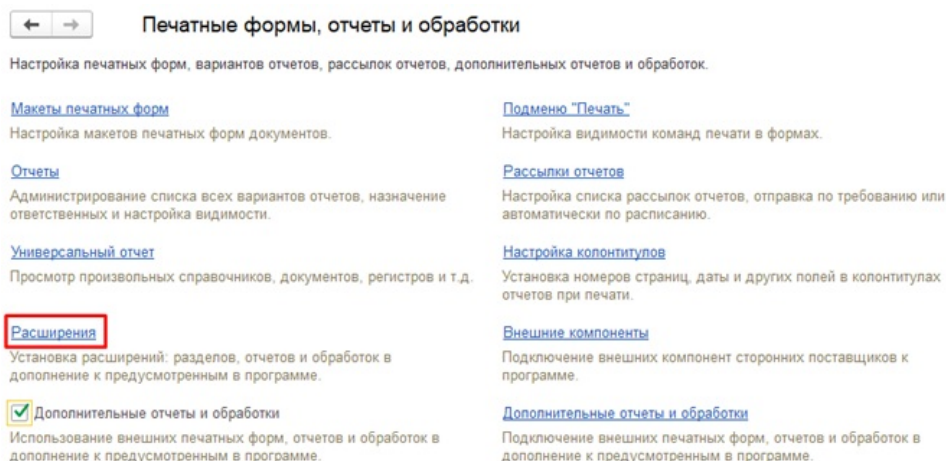 Печатные формы, отчеты и обработки
Настройка печатных форм, вариантов отчетов, рассылок отчетов, дополнительных отчетов и обработок.
Макеты печатных форм
Настройка макетов печатных форм документов.
Отчеты
Администрирование списка всех вариантов отчетов, назначение
ответственных и настройка видимости.
Универсальный отчет
Просмотр произвольных справочников, документов, регистров и т.д.
Расширения
Установка расширений: разделов, отчетов и обработок в
дополнение к предусмотренным в программе.
Дополнительные отчеты и обработки
Использование внешних печатных форм, отчетов и обработок в
дополнение к предусмотренным в программе.
Подменю "Печать"
Настройка видимости команд печати в формах.
Рассылки отчетов
Настройка списка рассылок отчетов, отправка по требованию или
автоматически по расписанию.
Настройка колонтитулов
Установка номеров страниц, даты и других полей в колонтитулах
отчетов при печати.
Внешние компоненты
Подключение внешних компонент сторонних поставщиков к
программе.
Дополнительные отчеты и обработки
Подключение внешних печатных форм, отчетов и обработок в
дополнение к предусмотренным в программе.